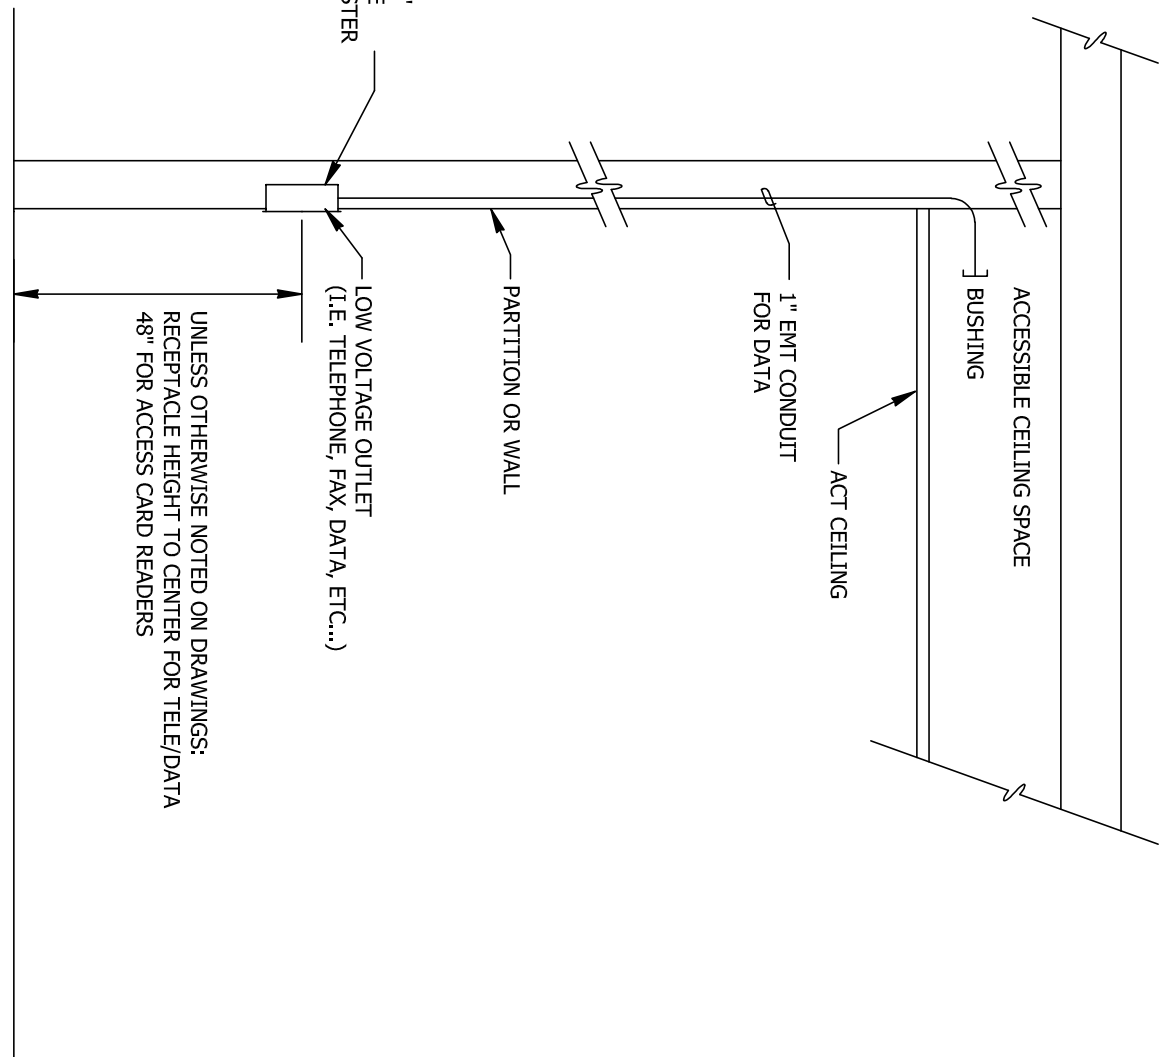 ACCESSIBLE CEILING SPACE
BUSHING
ACT CEILING
1" EMT CONDUIT
FOR DATA
PARTITION OR WALL
LOW VOLTAGE OUTLET
(I.E. TELEPHONE, FAX, DATA, ETC...)
UNLESS OTHERWISE NOTED ON DRAWINGS:
RECEPTACLE HEIGHT TO CENTER FOR TELE/DATA
48" FOR ACCESS CARD READERS